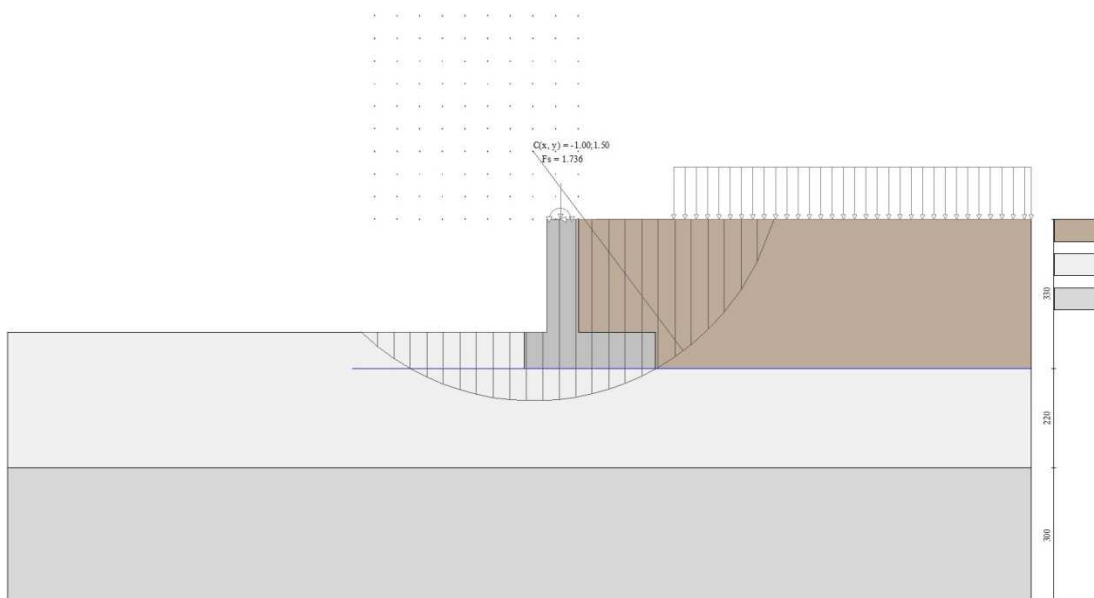 C(x, y) = -1.00;1.50
Fs = 1.736
330
220
300